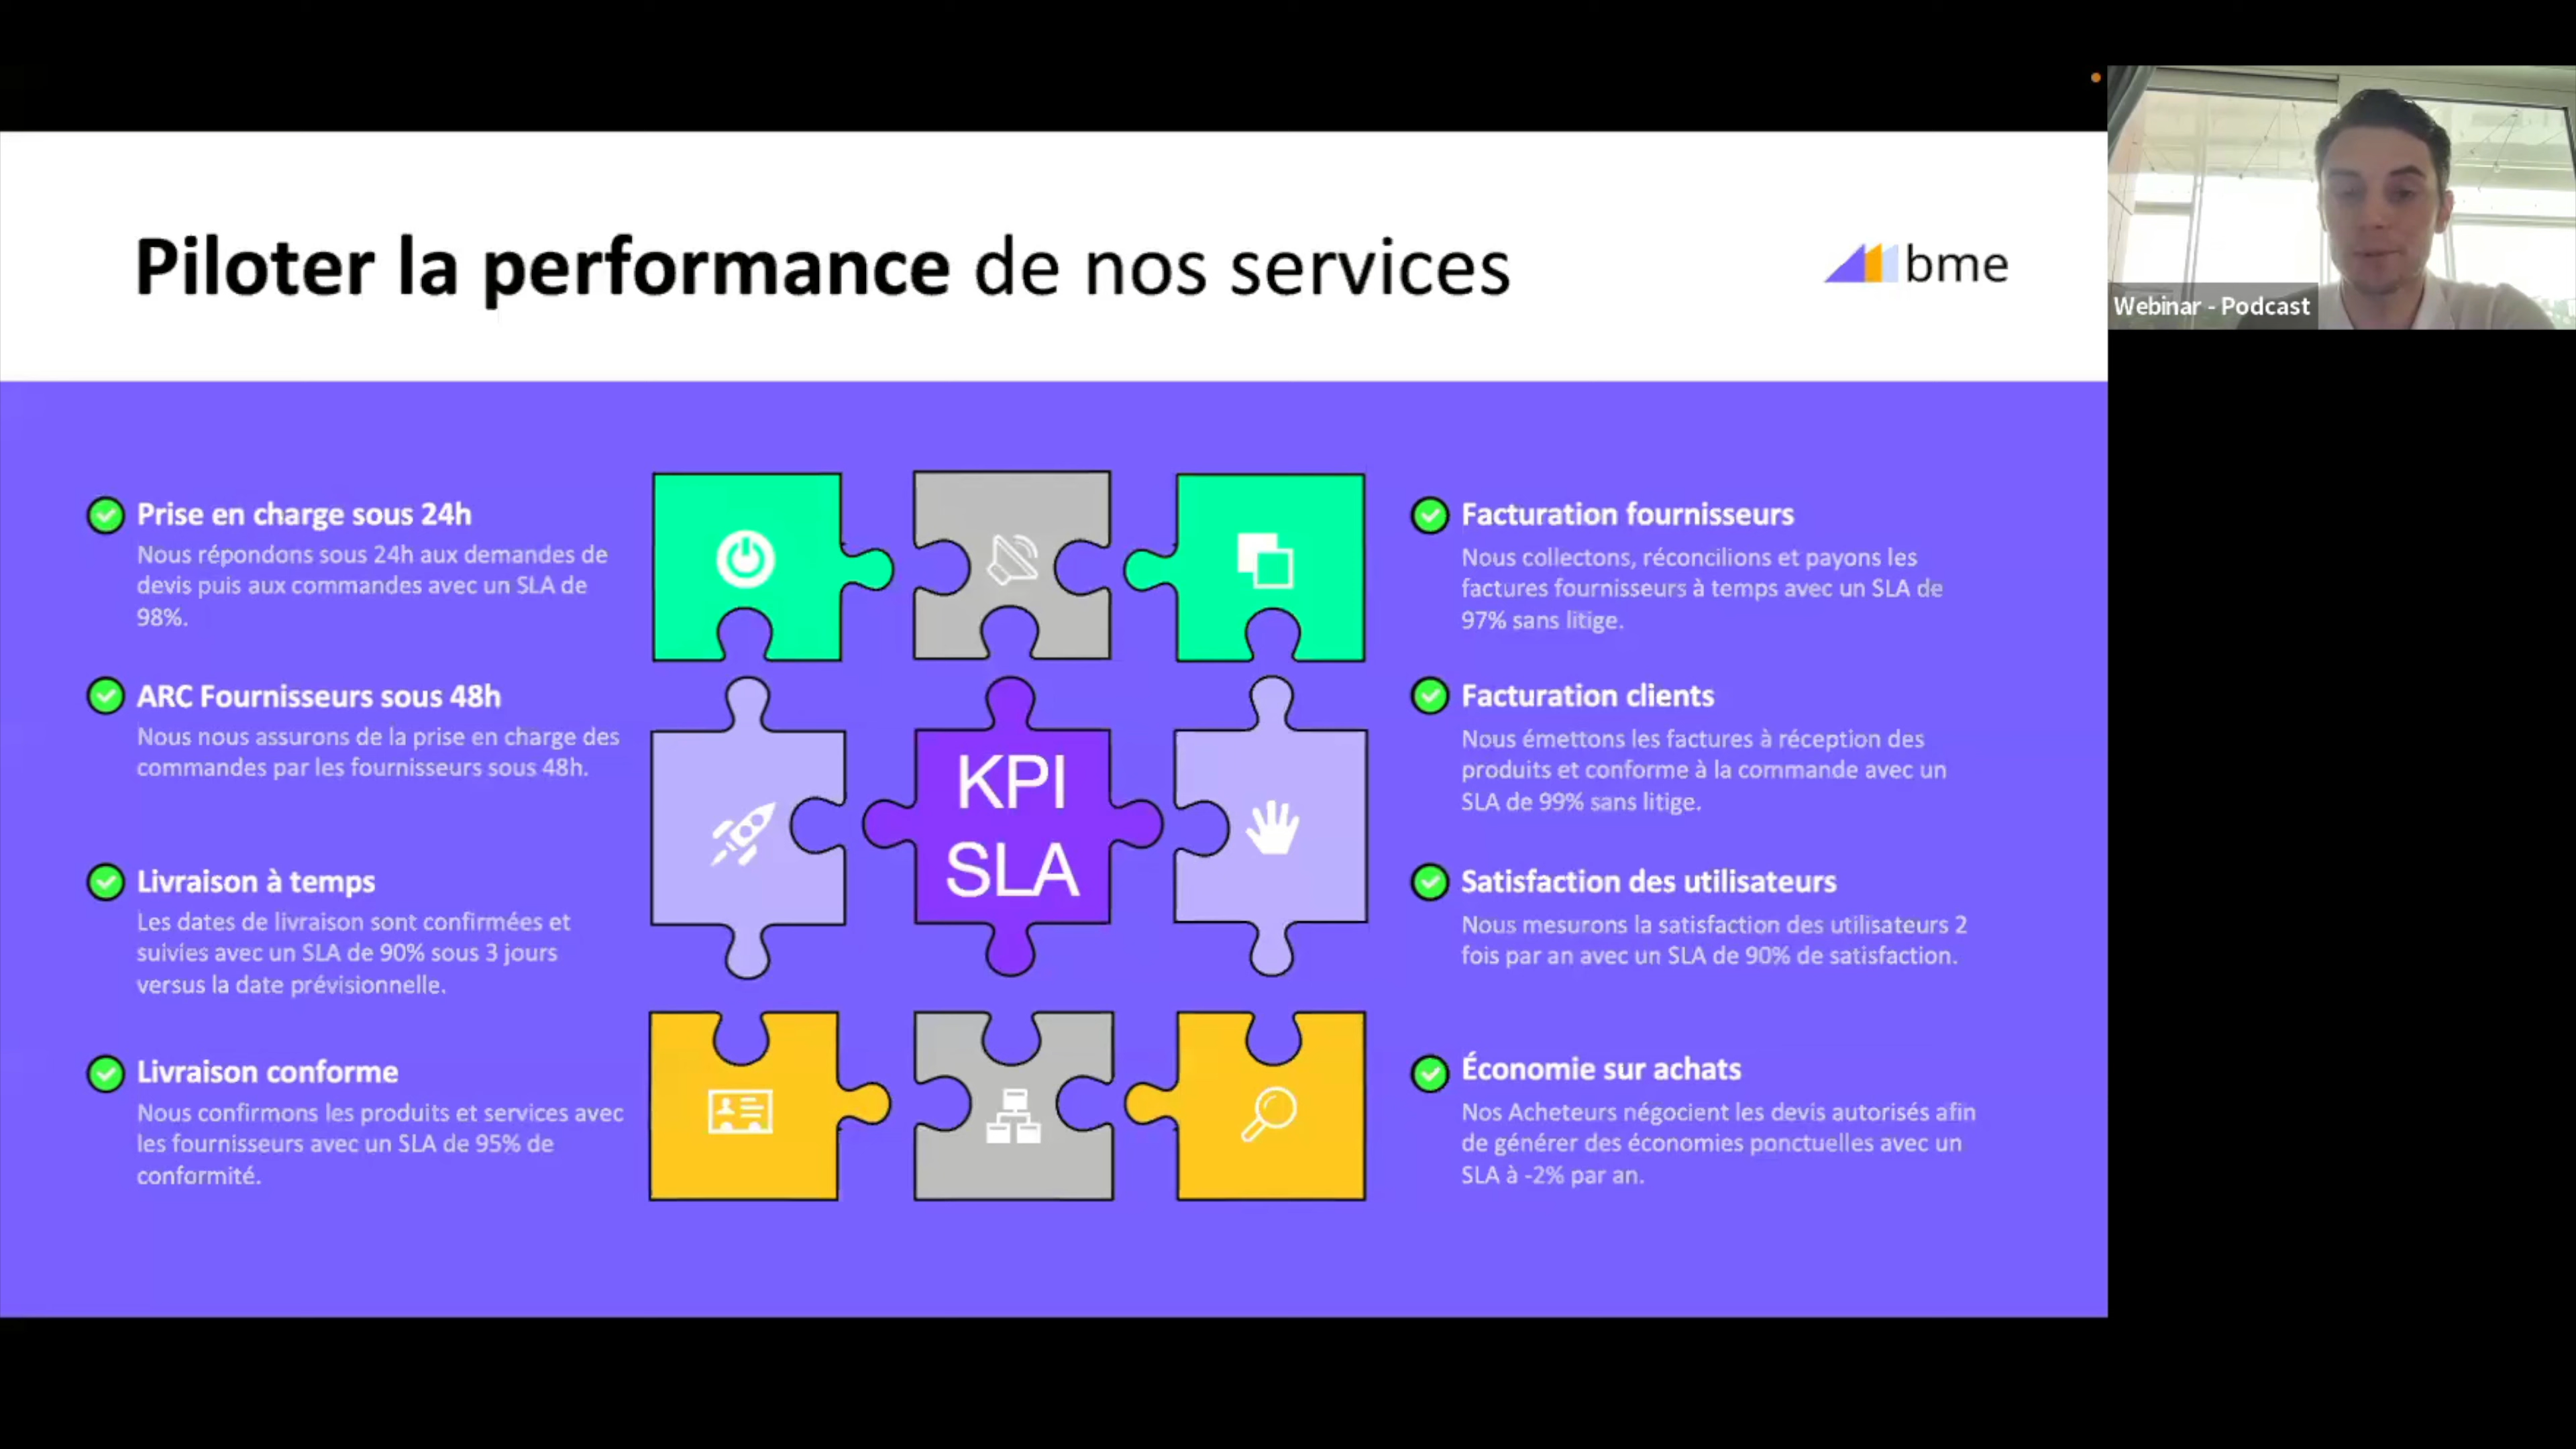 Piloter la performance de nos services
bme
Webinar - Podcast
Prise en charge sous 24h
Nous répondons sous 24h aux demandes de
devis puis aux commandes avec un SLA de
98%.
ARC Fournisseurs sous 48h
Nous nous assurons de la prise en charge des
commandes par les fournisseurs sous 48h.
Livraison à temps
Les dates de livraison sont confirmées et
suivies avec un SLA de 90% sous 3 jours
versus la date prévisionnelle.
Livraison conforme
Nous confirmons les produits et services avec
les fournisseurs avec un SLA de 95% de
conformité.
KPI
SLA
Facturation fournisseurs
Nous collectons, réconcilions et payons les
factures fournisseurs à temps avec un SLA de
97% sans litige.
Facturation clients
Nous émettons les factures à réception des
produits et conforme à la commande avec un
SLA de 99% sans litige.
Satisfaction des utilisateurs
Nous mesurons la satisfaction des utilisateurs 2
fois par an avec un SLA de 90% de satisfaction.
Économie sur achats
Nos Acheteurs négocient les devis autorisés afin
de générer des économies ponctuelles avec un
SLA à -2% par an.